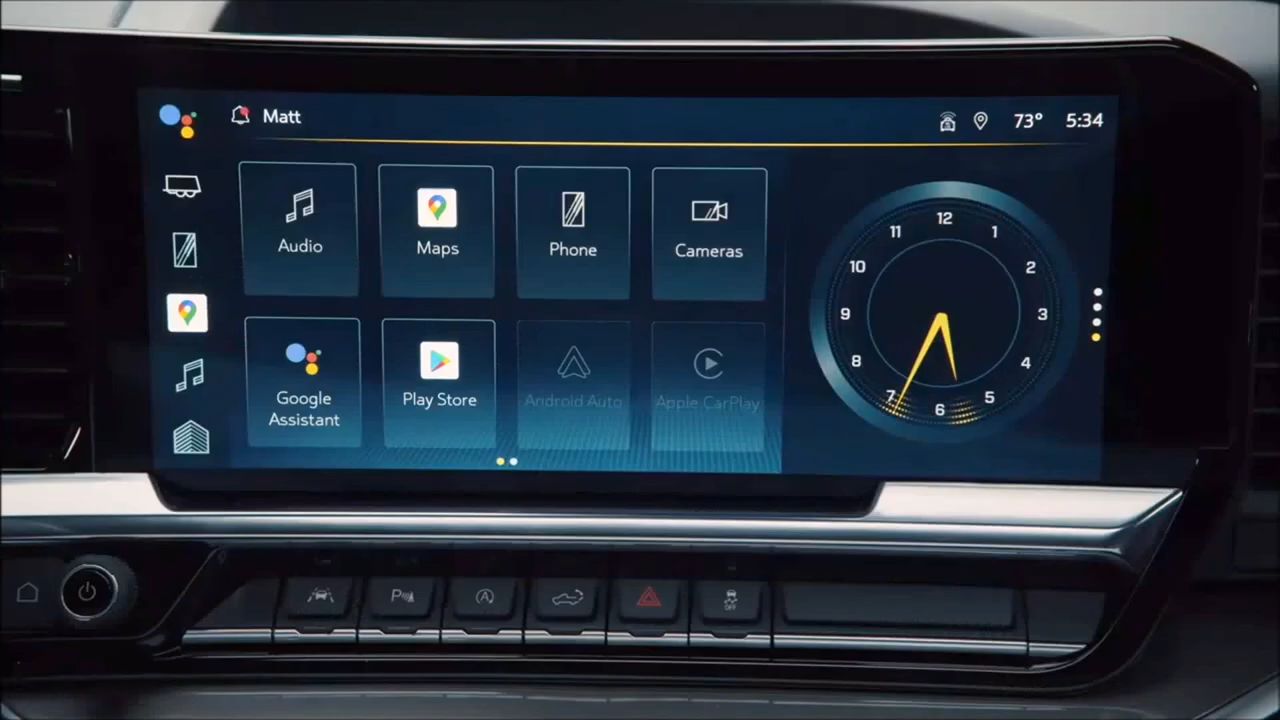 Matt
73° 5:34
Audio
Maps
Phone
Cameras
Google
Assistant
Play Store
Android Auto
Apple CarPlay
12
1
2
3
4
5
6
7
8
9
10
11
P
A
OFF